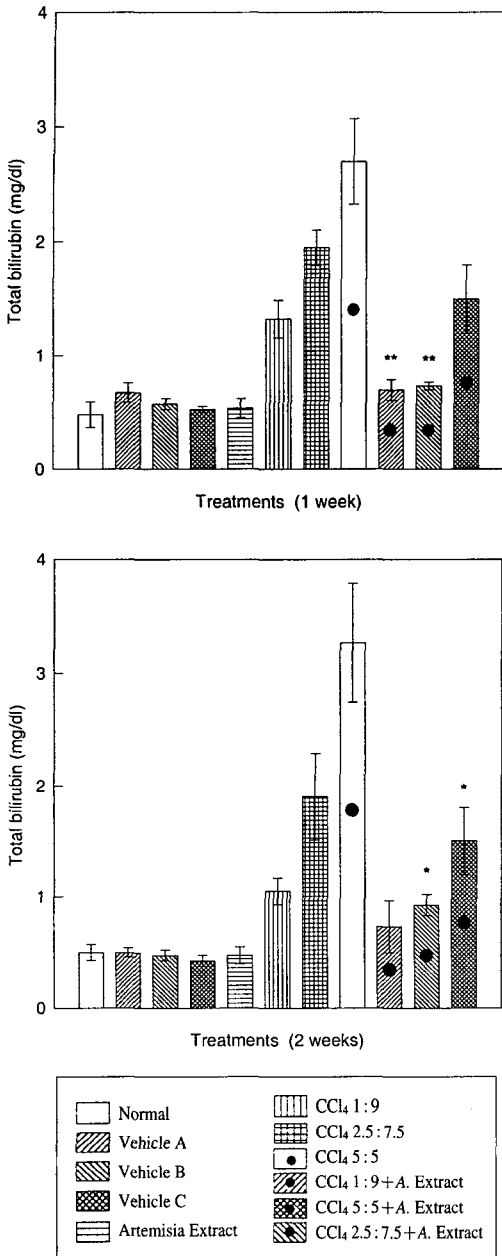 4
3
2
1
0
Total bilirubin (mg/dl)
**
**
Treatments (1 week)
4
3
2
1
0
Total bilirubin (mg/dl)
*
*
Treatments (2 weeks)
Normal
Vehicle A
Vehicle B
Vehicle C
Artemisia Extract
CCl₄ 1:9
CCl₄ 2.5:7.5
CCl₄ 5:5
CCl₄ 1:9+A. Extract
CCl₄ 5:5+A. Extract
CCl₄ 2.5:7.5+A. Extract